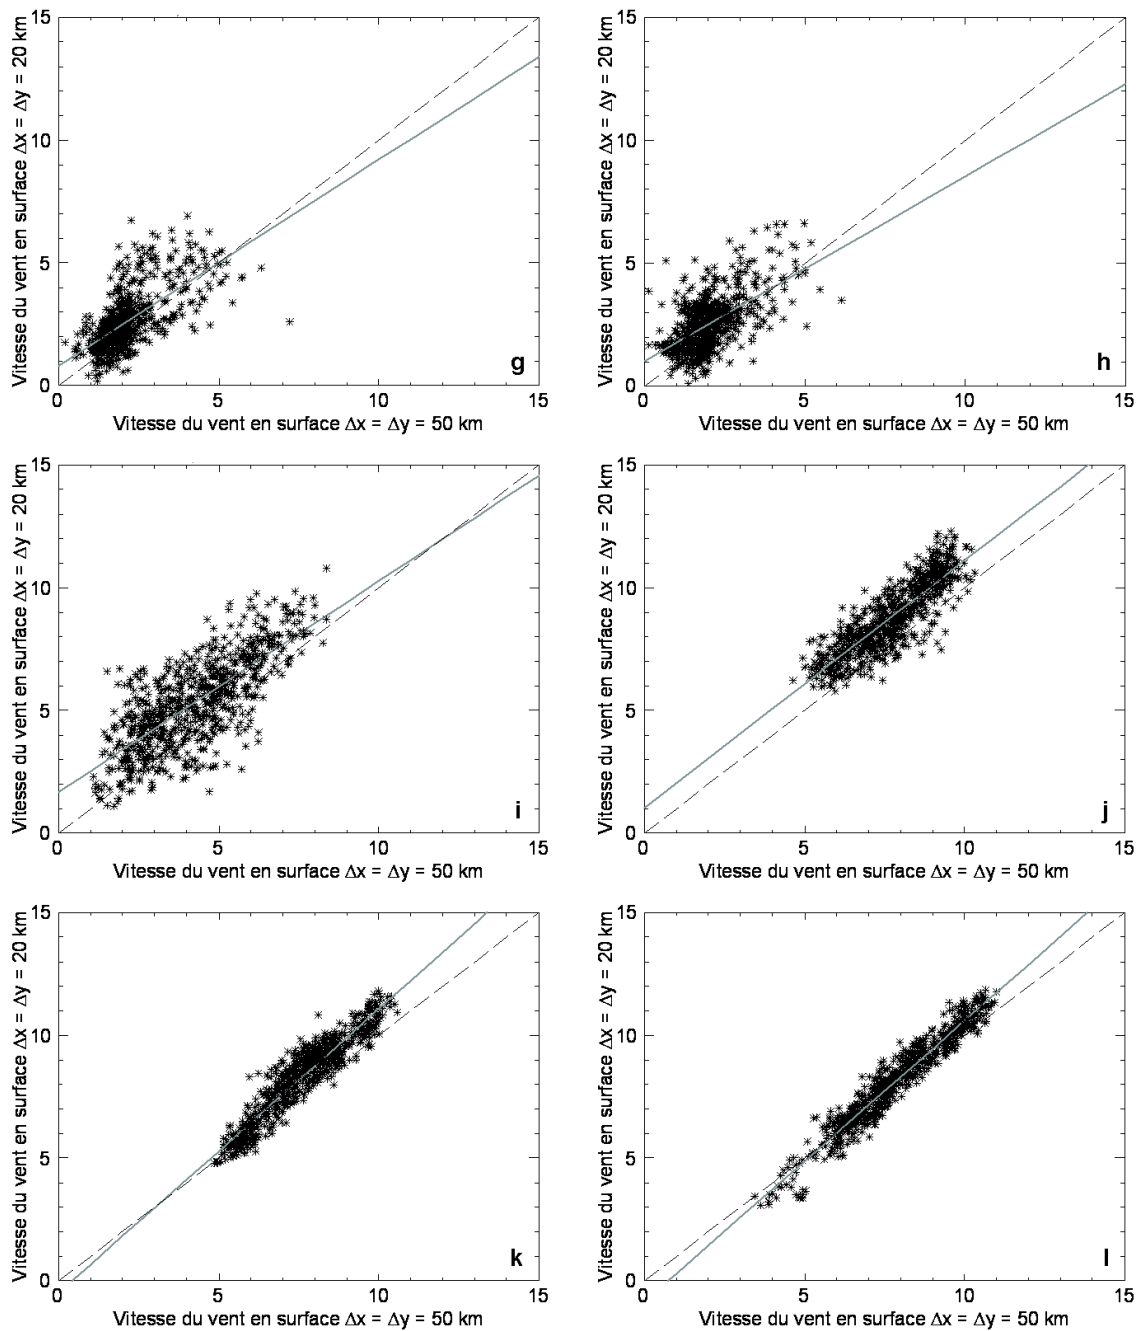 Vitesse du vent en surface Δx = Δy = 20 km
15
10
5
0
g
0 5 10 15
Vitesse du vent en surface Δx = Δy = 50 km
Vitesse du vent en surface Δx = Δy = 20 km
15
10
5
0
h
0 5 10 15
Vitesse du vent en surface Δx = Δy = 50 km
Vitesse du vent en surface Δx = Δy = 20 km
15
10
5
0
i
0 5 10 15
Vitesse du vent en surface Δx = Δy = 50 km
Vitesse du vent en surface Δx = Δy = 20 km
15
10
5
0
j
0 5 10 15
Vitesse du vent en surface Δx = Δy = 50 km
Vitesse du vent en surface Δx = Δy = 20 km
15
10
5
0
k
0 5 10 15
Vitesse du vent en surface Δx = Δy = 50 km
Vitesse du vent en surface Δx = Δy = 20 km
15
10
5
0
l
0 5 10 15
Vitesse du vent en surface Δx = Δy = 50 km